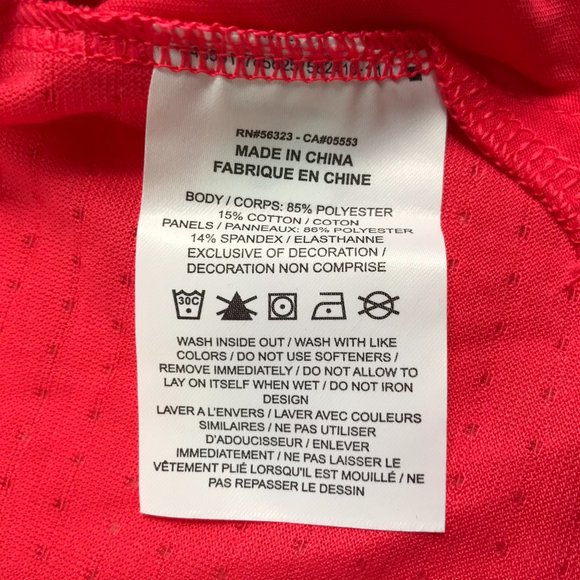 RN#56323 - CA#05553
MADE IN CHINA
FABRIQUE EN CHINE
BODY / CORPS: 85% POLYESTER
15% COTTON / COTON
PANELS / PANNEAUX: 86% POLYESTER
14% SPANDEX / ELASTHANNE
EXCLUSIVE OF DECORATION /
DECORATION NON COMPRISE
30C
WASH INSIDE OUT / WASH WITH LIKE
COLORS / DO NOT USE SOFTENERS /
REMOVE IMMEDIATELY / DO NOT ALLOW TO
LAY ON ITSELF WHEN WET / DO NOT IRON
DESIGN
LAVER A L'ENVERS / LAVER AVEC COULEURS
SIMILAIRES / NE PAS UTILISER
D'ADOUCISSEUR / ENLEVER
IMMEDIATEMENT / NE PAS LAISSER LE
VÊTEMENT PLIÉ LORSQU'IL EST MOUILLÉ / NE
PAS REPASSER LE DESSIN